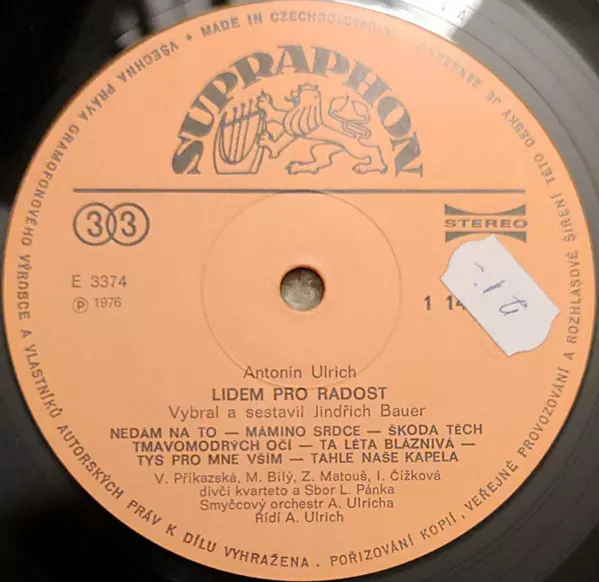 VŠECHNA PRÁVA GRAMOFONOVÉHO VÝROBCE A VLASTNÍKŮ AUTORSKÝCH PRÁV K DÍLU VYHRAŽENA. POŘIZOVÁNÍ KOPIÍ, VEŘEJNÉ PROVOZOVÁNÍ A ROZHLASOVÉ ŠÍŘENÍ TÉTO DESKY JE
* MADE IN
SUPRAPHON
33
STEREO
E 3374
Ⓟ 1976
1
Antonín Ulrich
LIDEM PRO RADOST
Vybral a sestavil Jindřich Bauer
NEDÁM NA TO — MÁMINO SRDCE — ŠKODA TĚCH
TMAVOMODRÝCH OČÍ — TA LÉTA BLÁZNIVÁ —
TYS PRO MNE VŠÍM — TAHLE NAŠE KAPELA
V. Příkazská, M. Bílý, Z. Matouš, I. Čížková
dívčí kvarteto a Sbor L. Pánka
Smyčcový orchestr A. Ulricha
Řídí A. Ulrich